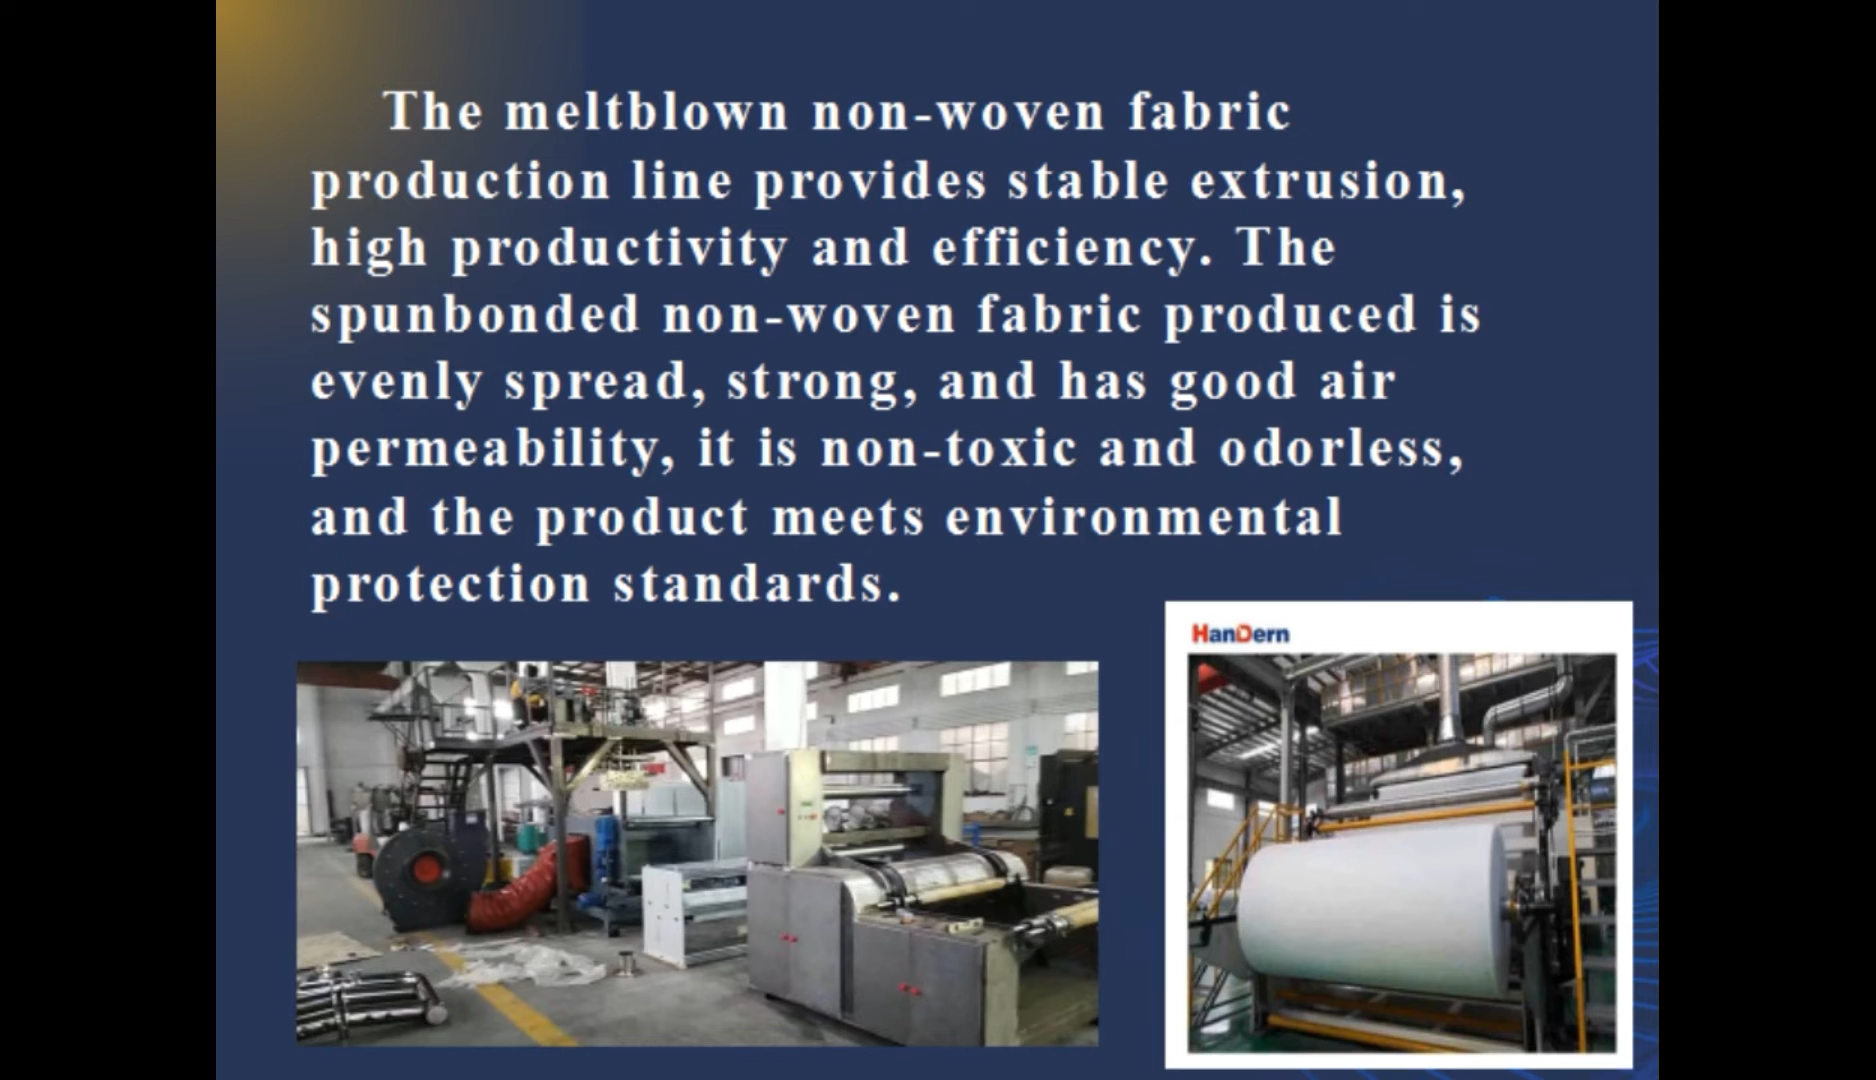 The meltblown non-woven fabric
production line provides stable extrusion,
high productivity and efficiency. The
spunbonded non-woven fabric produced is
evenly spread, strong, and has good air
permeability, it is non-toxic and odorless,
and the product meets environmental
protection standards.
HanDern